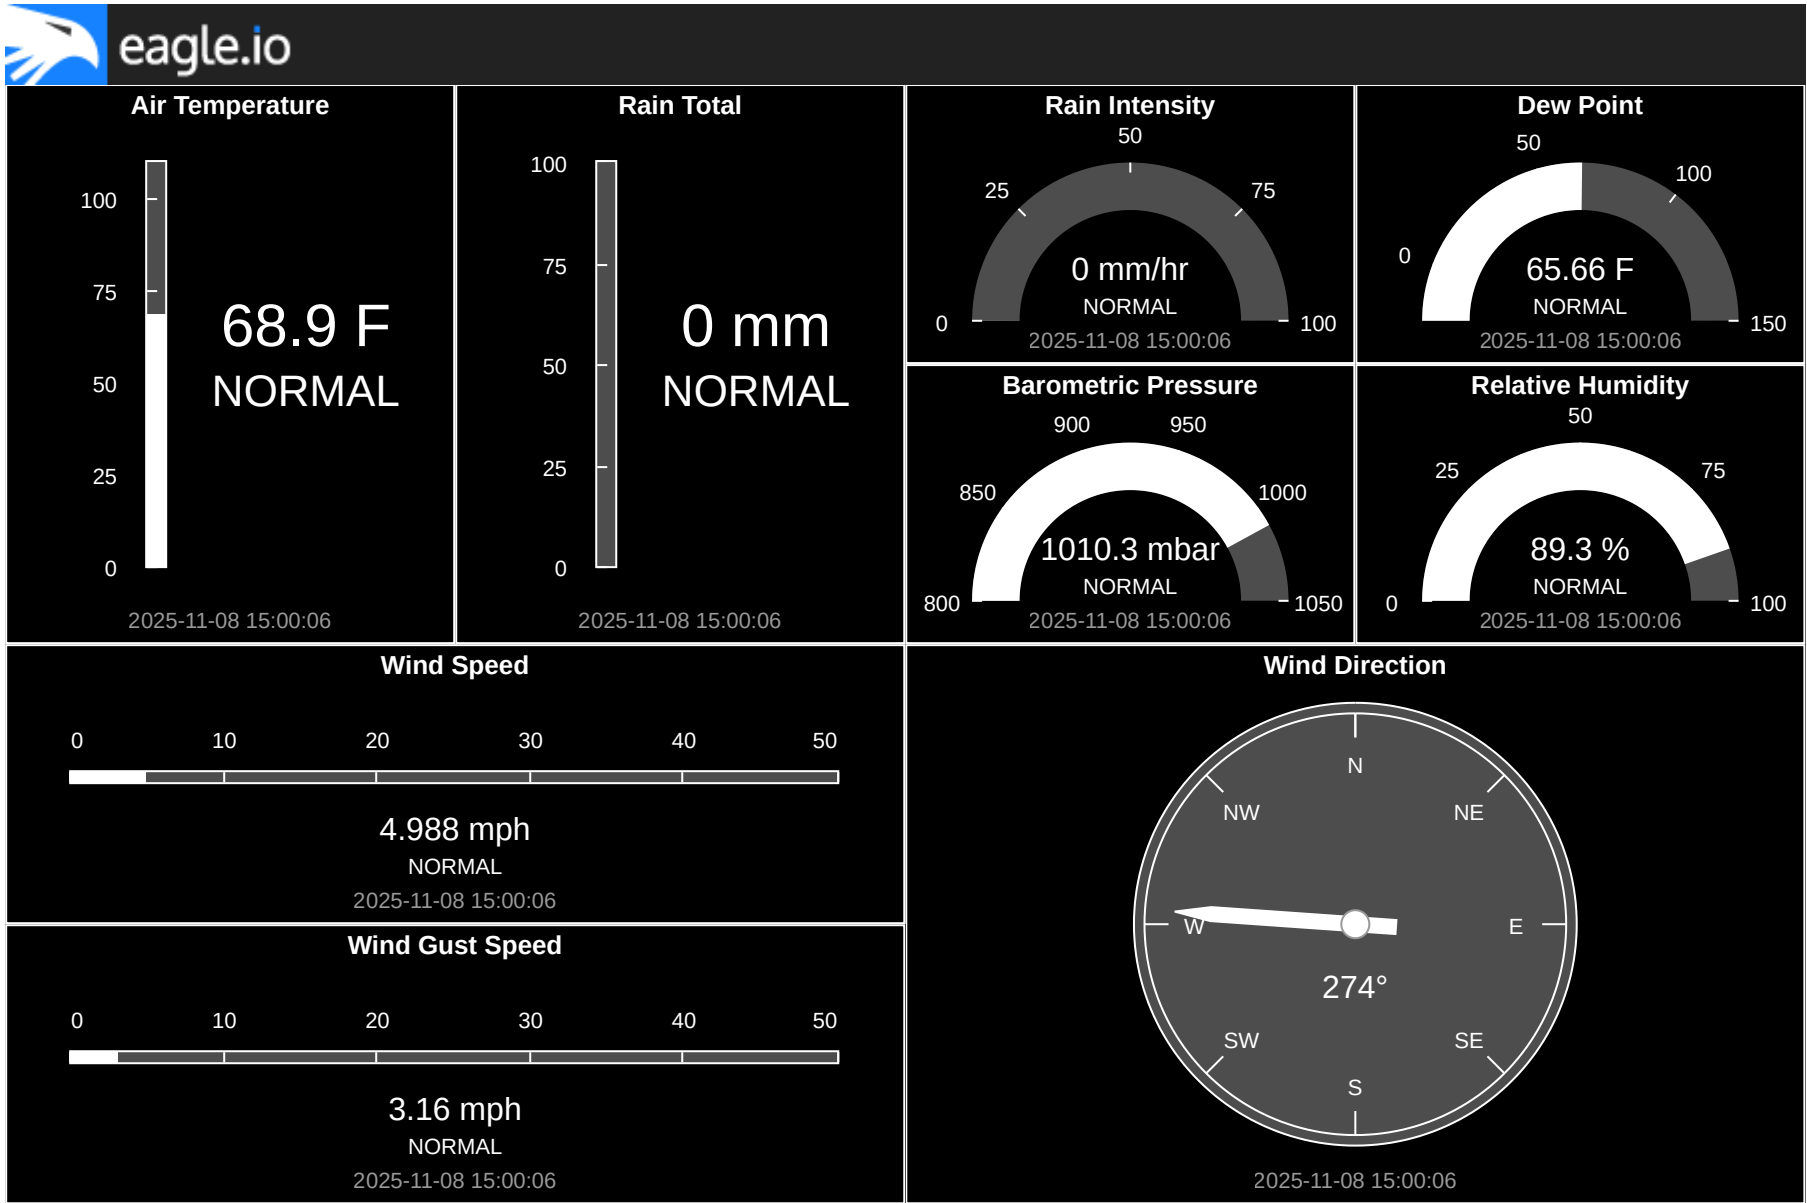 eagle.io
Air Temperature
100
75
50
25
0
68.9 F
NORMAL
2025-11-08 15:00:06
Rain Total
100
75
50
25
0
0 mm
NORMAL
2025-11-08 15:00:06
Rain Intensity
50
25
75
0
100
0 mm/hr
NORMAL
2025-11-08 15:00:06
Dew Point
50
100
0
150
65.66 F
NORMAL
2025-11-08 15:00:06
Barometric Pressure
900
950
850
1000
800
1050
1010.3 mbar
NORMAL
2025-11-08 15:00:06
Relative Humidity
50
25
75
0
100
89.3 %
NORMAL
2025-11-08 15:00:06
Wind Speed
0 10 20 30 40 50
4.988 mph
NORMAL
2025-11-08 15:00:06
Wind Gust Speed
0 10 20 30 40 50
3.16 mph
NORMAL
2025-11-08 15:00:06
Wind Direction
N
NW NE
W E
274°
SW SE
S
2025-11-08 15:00:06